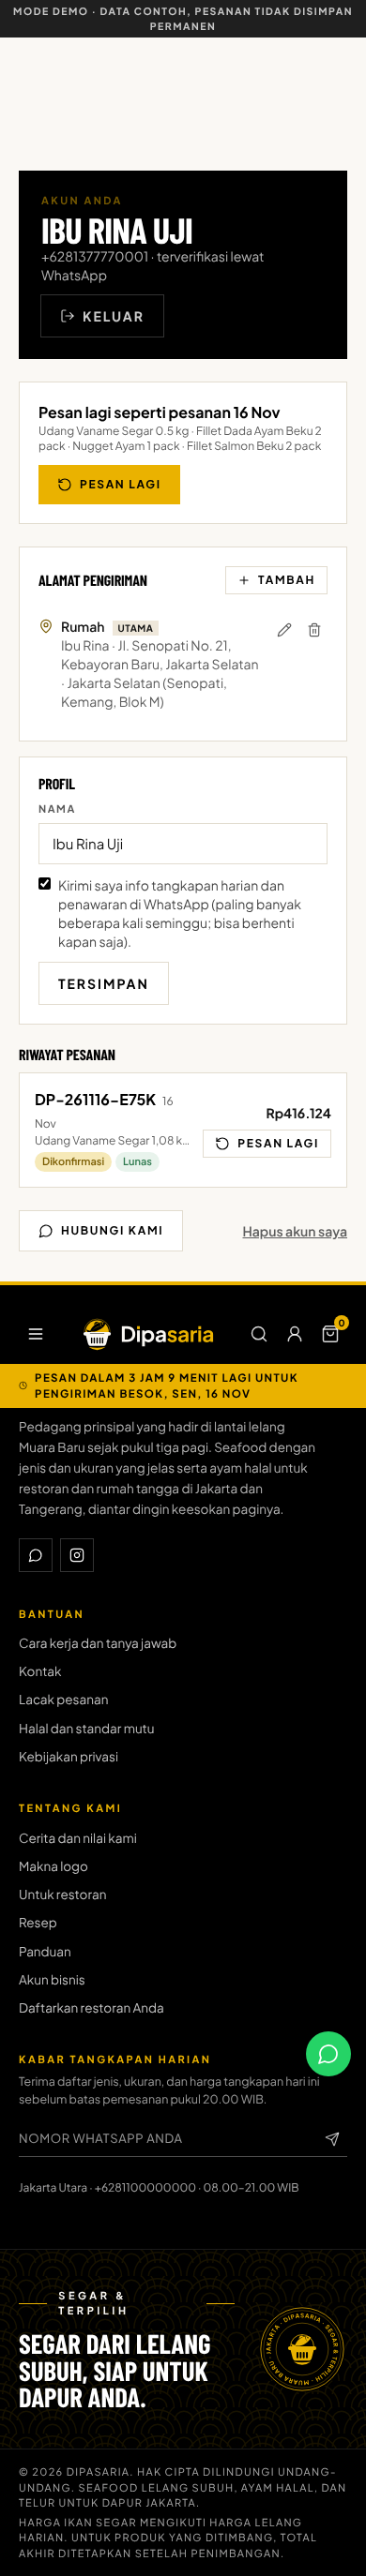 MODE DEMO · DATA CONTOH, PESANAN TIDAK DISIMPAN
PERMANEN
AKUN ANDA
IBU RINA UJI
+6281377770001 · terverifikasi lewat
WhatsApp
KELUAR
Pesan lagi seperti pesanan 16 Nov
Udang Vaname Segar 0.5 kg · Fillet Dada Ayam Beku 2
pack · Nugget Ayam 1 pack · Fillet Salmon Beku 2 pack
PESAN LAGI
ALAMAT PENGIRIMAN
TAMBAH
Rumah UTAMA
Ibu Rina · Jl. Senopati No. 21,
Kebayoran Baru, Jakarta Selatan
· Jakarta Selatan (Senopati,
Kemang, Blok M)
PROFIL
NAMA
Ibu Rina Uji
Kirimi saya info tangkapan harian dan
penawaran di WhatsApp (paling banyak
beberapa kali seminggu; bisa berhenti
kapan saja).
TERSIMPAN
RIWAYAT PESANAN
DP-261116-E75K 16
Nov
Udang Vaname Segar 1,08 k...
Dikonfirmasi Lunas
Rp416.124
PESAN LAGI
HUBUNGI KAMI
Hapus akun saya
Dipasaria
0
PESAN DALAM 3 JAM 9 MENIT LAGI UNTUK
PENGIRIMAN BESOK, SEN, 16 NOV
Pedagang prinsipal yang hadir di lantai lelang
Muara Baru sejak pukul tiga pagi. Seafood dengan
jenis dan ukuran yang jelas serta ayam halal untuk
restoran dan rumah tangga di Jakarta dan
Tangerang, diantar dingin keesokan paginya.
BANTUAN
Cara kerja dan tanya jawab
Kontak
Lacak pesanan
Halal dan standar mutu
Kebijakan privasi
TENTANG KAMI
Cerita dan nilai kami
Makna logo
Untuk restoran
Resep
Panduan
Akun bisnis
Daftarkan restoran Anda
KABAR TANGKAPAN HARIAN
Terima daftar jenis, ukuran, dan harga tangkapan hari ini
sebelum batas pemesanan pukul 20.00 WIB.
NOMOR WHATSAPP ANDA
Jakarta Utara · +6281100000000 · 08.00–21.00 WIB
SEGAR &
TERPILIH
SEGAR DARI LELANG
SUBUH, SIAP UNTUK
DAPUR ANDA.
DIPASARIA · SEGAR & TERPILIH · MUARA BARU · JAKARTA ·
© 2026 DIPASARIA. HAK CIPTA DILINDUNGI UNDANG-
UNDANG. SEAFOOD LELANG SUBUH, AYAM HALAL, DAN
TELUR UNTUK DAPUR JAKARTA.
HARGA IKAN SEGAR MENGIKUTI HARGA LELANG
HARIAN. UNTUK PRODUK YANG DITIMBANG, TOTAL
AKHIR DITETAPKAN SETELAH PENIMBANGAN.